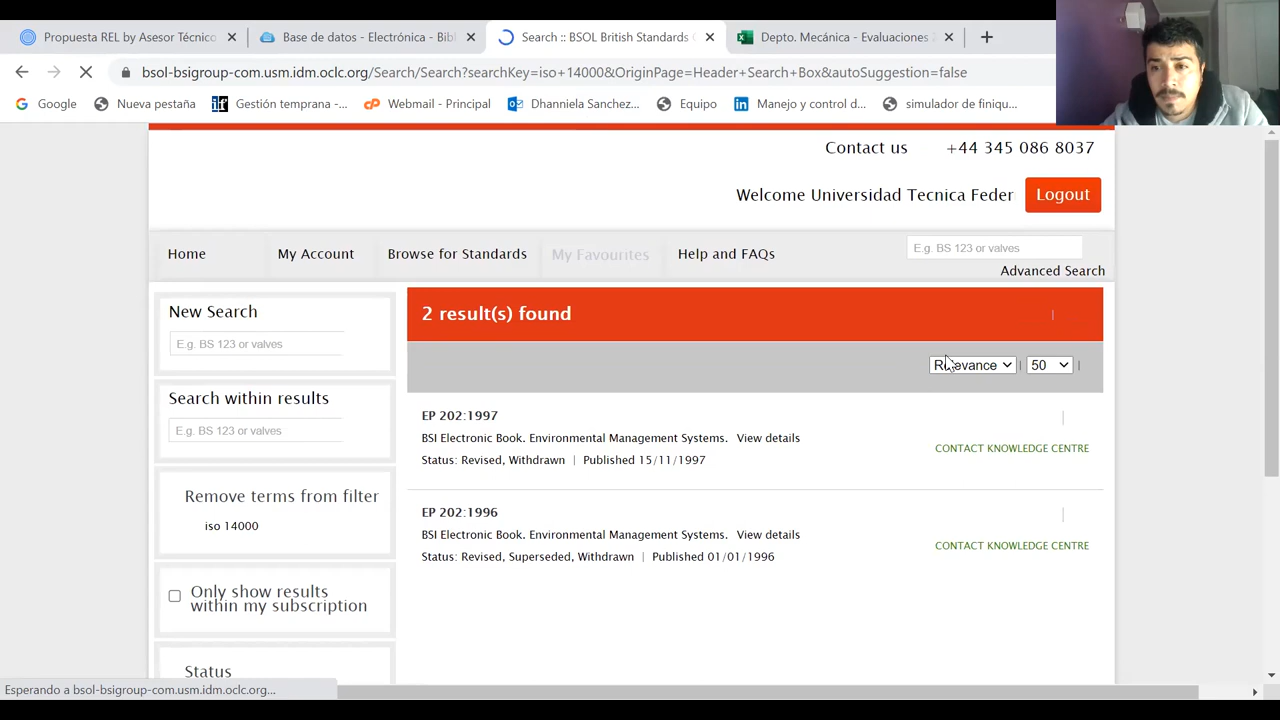 Propuesta REL by Asesor Técnico
Base de datos - Electrónica - Bib
Search :: BSOL British Standards
Depto. Mecánica - Evaluaciones
bsol-bsigroup-com.usm.idm.oclc.org/Search/Search?searchKey=iso+14000&OriginPage=Header+Search+Box&autoSuggestion=false
Google
Nueva pestaña
Gestión temprana -...
Webmail - Principal
Dhanniela Sanchez...
Equipo
Manejo y control d...
simulador de finiqu...
Contact us +44 345 086 8037
Welcome Universidad Tecnica Feder Logout
Home My Account Browse for Standards My Favourites Help and FAQs
E.g. BS 123 or valves
Advanced Search
New Search
E.g. BS 123 or valves
Search within results
E.g. BS 123 or valves
Remove terms from filter
iso 14000
Only show results
within my subscription
Status
2 result(s) found
Relevance | 50 |
EP 202:1997
BSI Electronic Book. Environmental Management Systems. View details
Status: Revised, Withdrawn | Published 15/11/1997
CONTACT KNOWLEDGE CENTRE
EP 202:1996
BSI Electronic Book. Environmental Management Systems. View details
Status: Revised, Superseded, Withdrawn | Published 01/01/1996
CONTACT KNOWLEDGE CENTRE
Esperando a bsol-bsigroup-com.usm.idm.oclc.org...